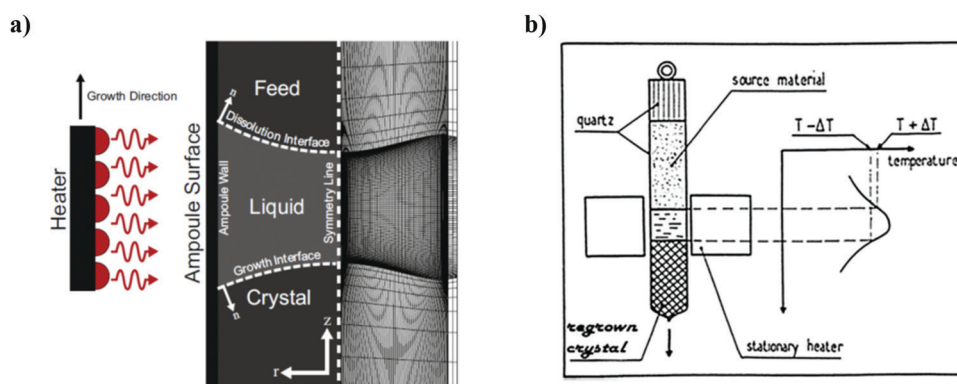 a)
Growth Direction
Heater
Ampoule Surface
Ampoule Wall
Feed
n
Dissolution Interface
Liquid
Symmetry Line
Growth Interface
n
Crystal
z
r
b)
source material
quartz
T-ΔT
T+ΔT
temperature
regrown
crystal
stationary heater